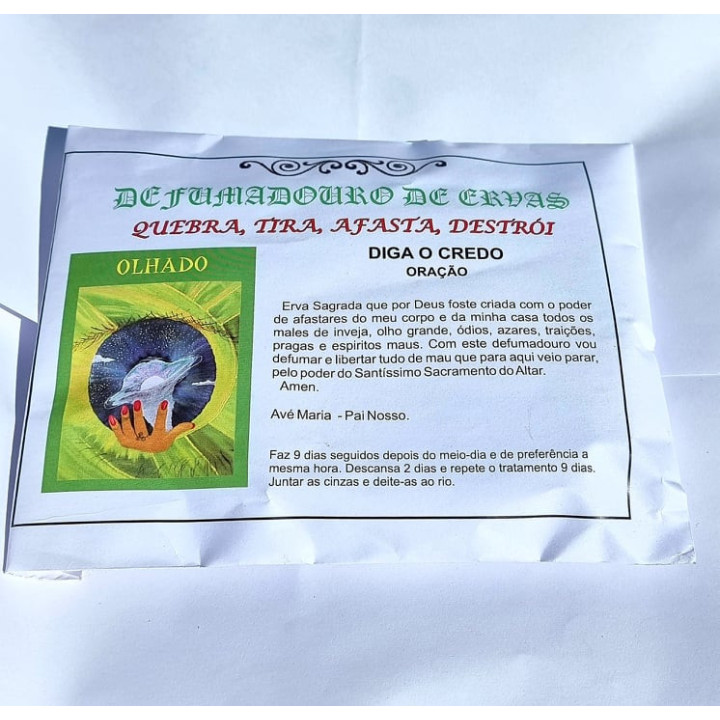 DEFUMADOURO DE ERVAS
QUEBRA, TIRA, AFASTA, DESTRÓI
OLHADO
DIGA O CREDO
ORAÇÃO
Erva Sagrada que por Deus foste criada com o poder
de afastares do meu corpo e da minha casa todos os
males de inveja, olho grande, ódios, azares, traições,
pragas e espiritos maus. Com este defumadouro vou
defumar e libertar tudo de mau que para aqui veio parar,
pelo poder do Santíssimo Sacramento do Altar.
Amen.
Avé Maria - Pai Nosso.
Faz 9 dias seguidos depois do meio-dia e de preferência a
mesma hora. Descansa 2 dias e repete o tratamento 9 dias.
Juntar as cinzas e deite-as ao rio.